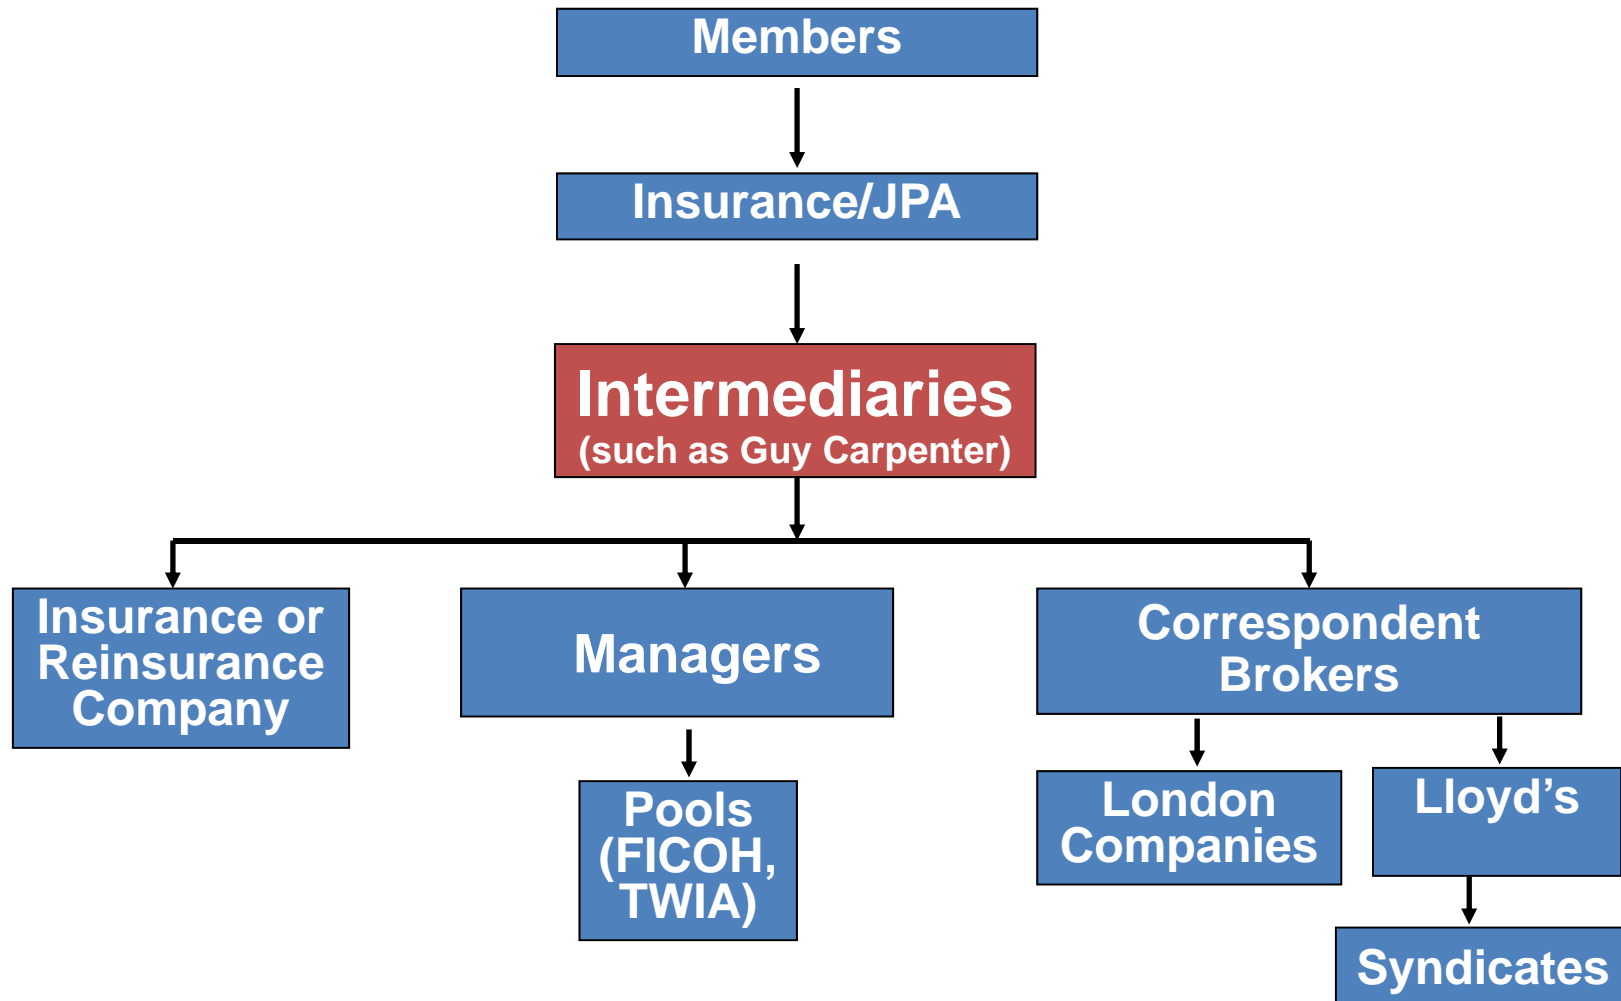 Members
Insurance/JPA
Intermediaries
(such as Guy Carpenter)
Insurance or
Reinsurance
Company
Managers
Correspondent
Brokers
Pools
(FICOH,
TWIA)
London
Companies
Lloyd’s
Syndicates